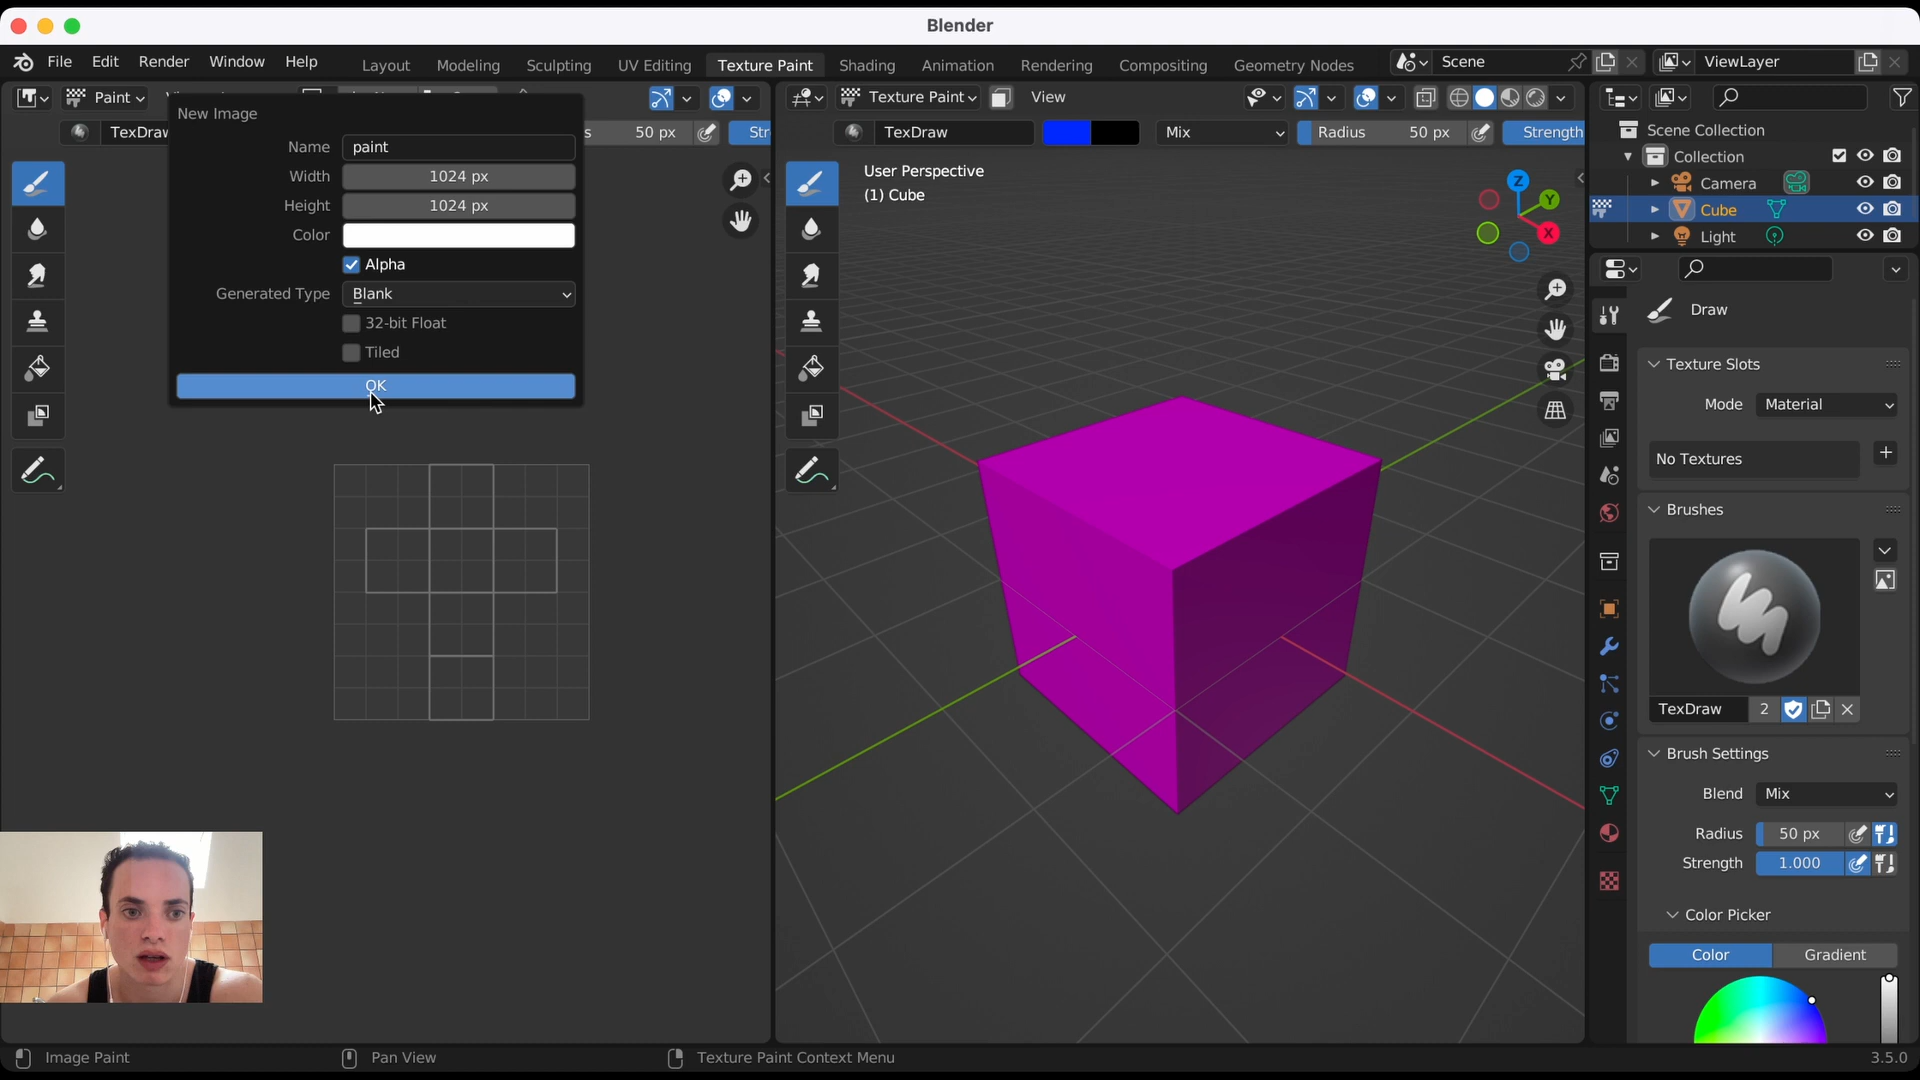 Blender
File Edit Render Window Help
Layout Modeling Sculpting UV Editing Texture Paint Shading Animation Rendering Compositing Geometry Nodes
Scene
ViewLayer
Paint
TexDraw
50 px
Str
New Image
Name paint
Width 1024 px
Height 1024 px
Color
Alpha
Generated Type Blank
32-bit Float
Tiled
OK
Texture Paint View
TexDraw Mix Radius 50 px Strength
User Perspective
(1) Cube
Z
Y
X
Scene Collection
Collection
Camera
Cube
Light
Draw
Texture Slots
Mode Material
No Textures
Brushes
TexDraw 2
Brush Settings
Blend Mix
Radius 50 px
Strength 1.000
Color Picker
Color Gradient
Image Paint Pan View Texture Paint Context Menu 3.5.0